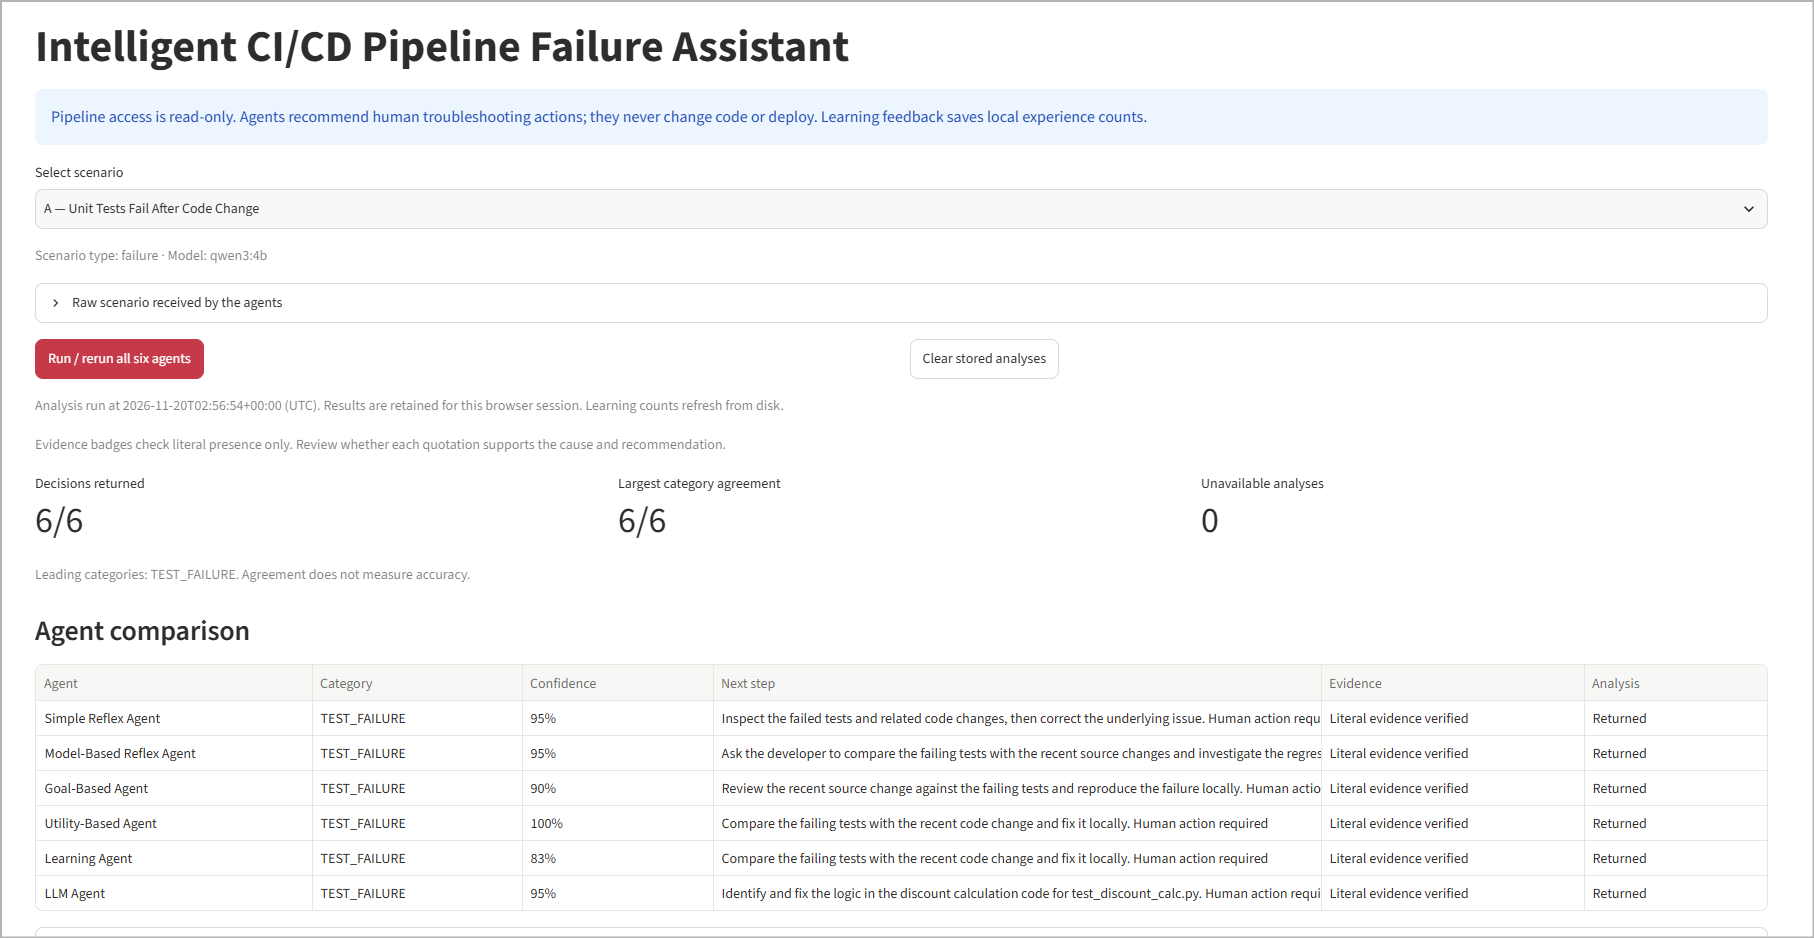 Intelligent CI/CD Pipeline Failure Assistant
Pipeline access is read-only. Agents recommend human troubleshooting actions; they never change code or deploy. Learning feedback saves local experience counts.
Select scenario
A — Unit Tests Fail After Code Change
Scenario type: failure · Model: qwen3:4b
Raw scenario received by the agents
Run / rerun all six agents
Clear stored analyses
Analysis run at 2026-11-20T02:56:54+00:00 (UTC). Results are retained for this browser session. Learning counts refresh from disk.
Evidence badges check literal presence only. Review whether each quotation supports the cause and recommendation.
Decisions returned Largest category agreement Unavailable analyses
6/6 6/6 0
Leading categories: TEST_FAILURE. Agreement does not measure accuracy.
Agent comparison
Agent Category Confidence Next step Evidence Analysis
Simple Reflex Agent TEST_FAILURE 95% Inspect the failed tests and related code changes, then correct the underlying issue. Human action requ Literal evidence verified Returned
Model-Based Reflex Agent TEST_FAILURE 95% Ask the developer to compare the failing tests with the recent source changes and investigate the regres Literal evidence verified Returned
Goal-Based Agent TEST_FAILURE 90% Review the recent source change against the failing tests and reproduce the failure locally. Human actio Literal evidence verified Returned
Utility-Based Agent TEST_FAILURE 100% Compare the failing tests with the recent code change and fix it locally. Human action required Literal evidence verified Returned
Learning Agent TEST_FAILURE 83% Compare the failing tests with the recent code change and fix it locally. Human action required Literal evidence verified Returned
LLM Agent TEST_FAILURE 95% Identify and fix the logic in the discount calculation code for test_discount_calc.py. Human action requi Literal evidence verified Returned